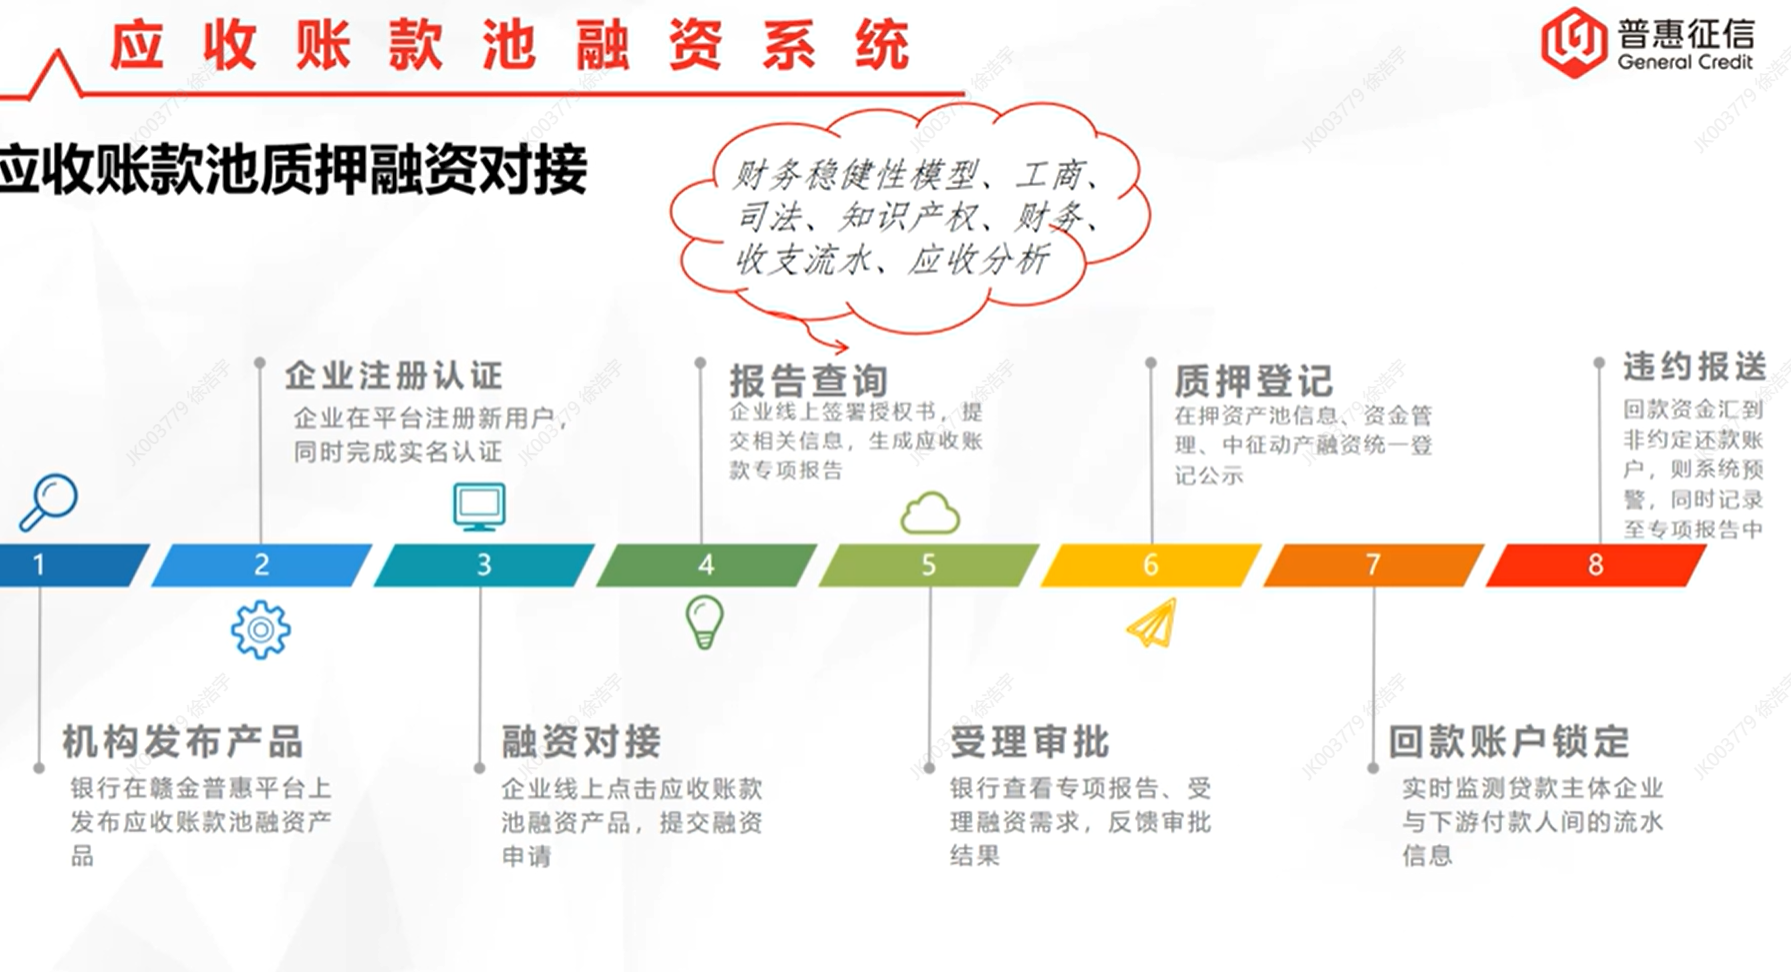 应收账款池融资系统
普惠征信
General Credit
应收账款池质押融资对接
财务稳健性模型、工商、
司法、知识产权、财务、
收支流水、应收分析
企业注册认证
企业在平台注册新用户，
同时完成实名认证
报告查询
企业线上签署授权书，提
交相关信息，生成应收账
款专项报告
质押登记
在押资产池信息、资金管
理、中征动产融资统一登
记公示
违约报送
回款资金汇到
非约定还款账
户，则系统预
警，同时记录
至专项报告中
1
2
3
4
5
6
7
8
机构发布产品
银行在赣金普惠平台上
发布应收账款池融资产
品
融资对接
企业线上点击应收账款
池融资产品，提交融资
申请
受理审批
银行查看专项报告、受
理融资需求，反馈审批
结果
回款账户锁定
实时监测贷款主体企业
与下游付款人间的流水
信息
JK003779 徐浩宇